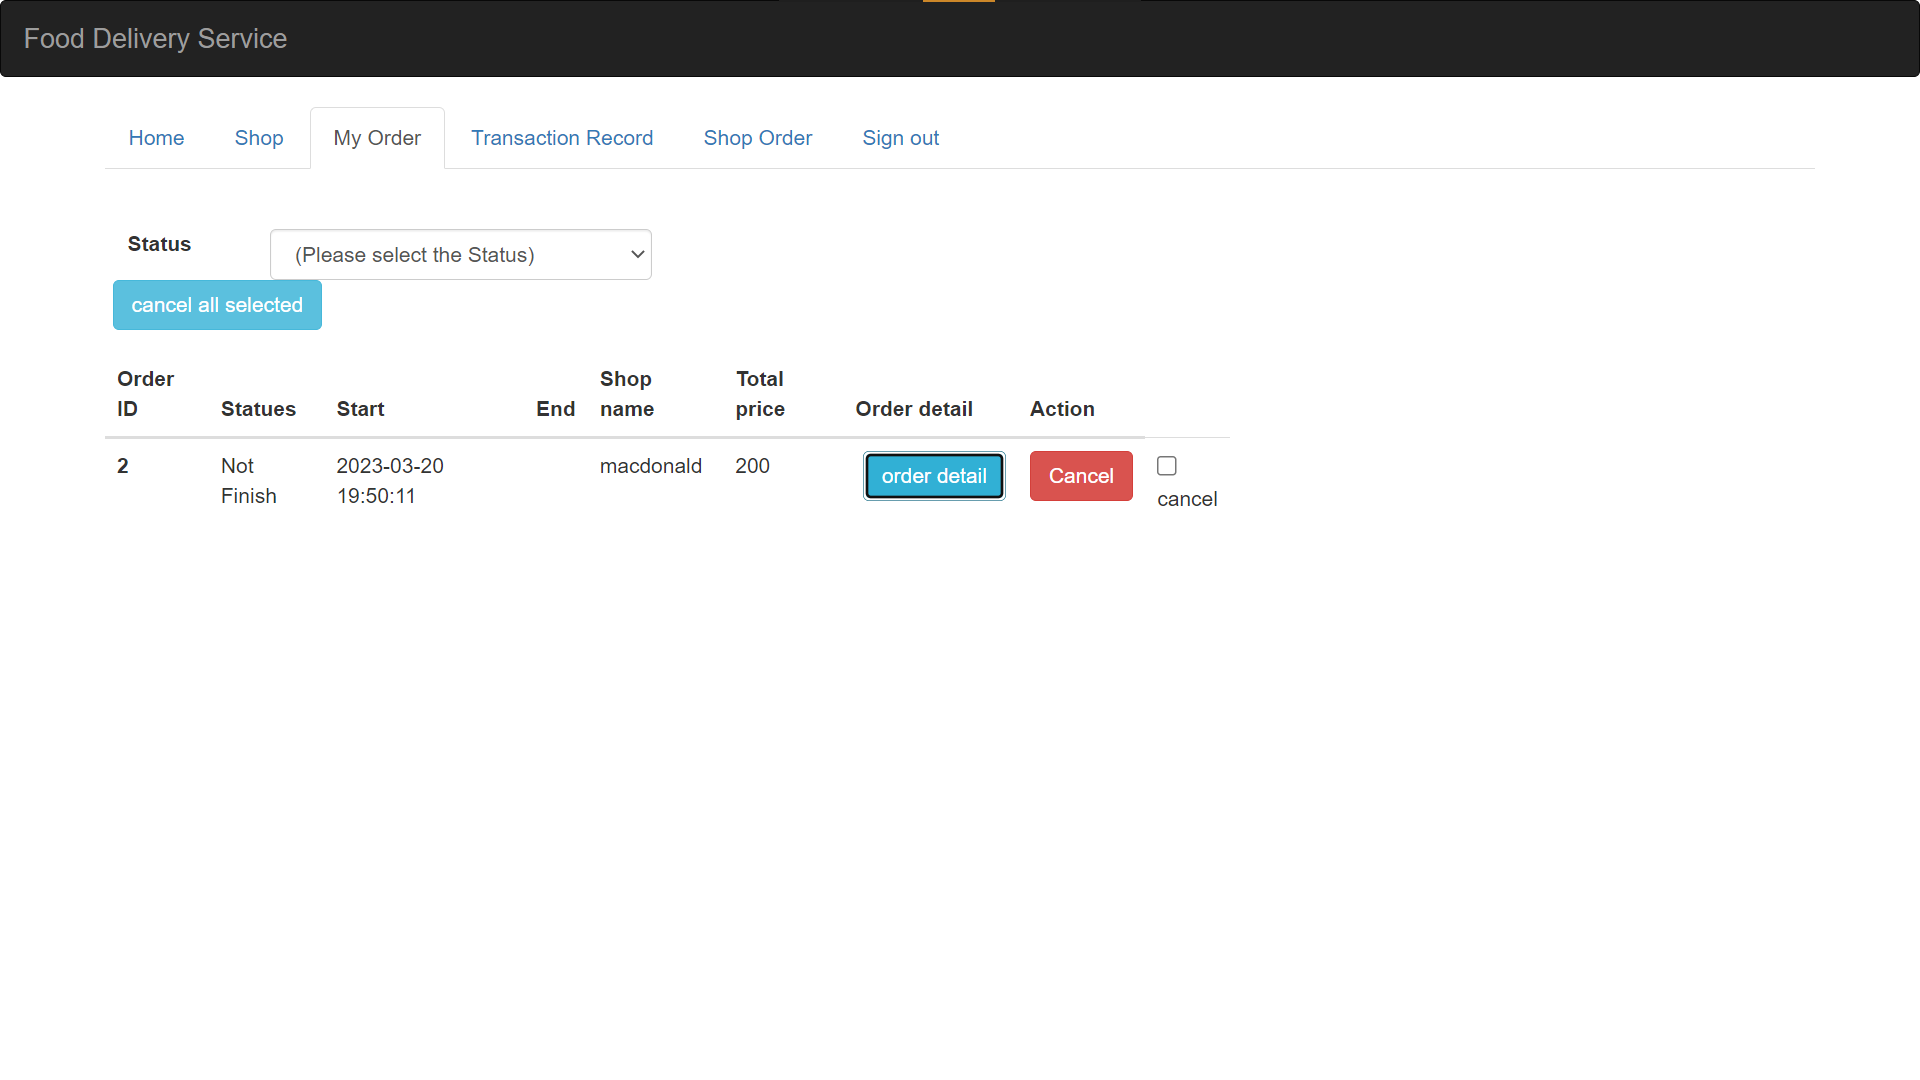 Food Delivery Service
Home Shop My Order Transaction Record Shop Order Sign out
Status (Please select the Status)
cancel all selected
Order ID Statues Start End Shop name Total price Order detail Action
2 Not Finish 2023-03-20 19:50:11 macdonald 200 order detail Cancel cancel